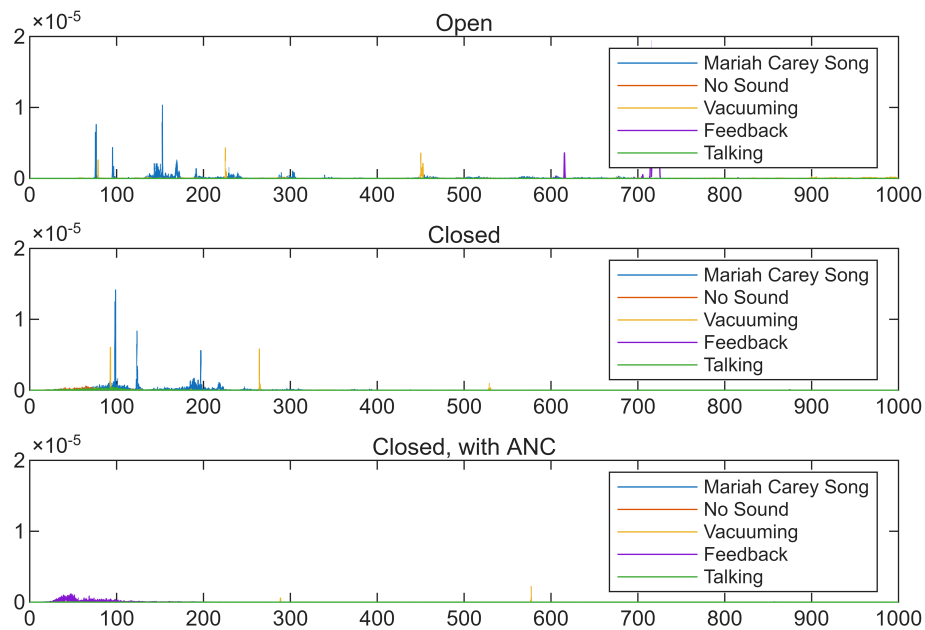 ×10-5
Open
2
1
0
Mariah Carey Song
No Sound
Vacuuming
Feedback
Talking
0 100 200 300 400 500 600 700 800 900 1000
×10-5
Closed
2
1
0
Mariah Carey Song
No Sound
Vacuuming
Feedback
Talking
0 100 200 300 400 500 600 700 800 900 1000
×10-5
Closed, with ANC
2
1
0
Mariah Carey Song
No Sound
Vacuuming
Feedback
Talking
0 100 200 300 400 500 600 700 800 900 1000